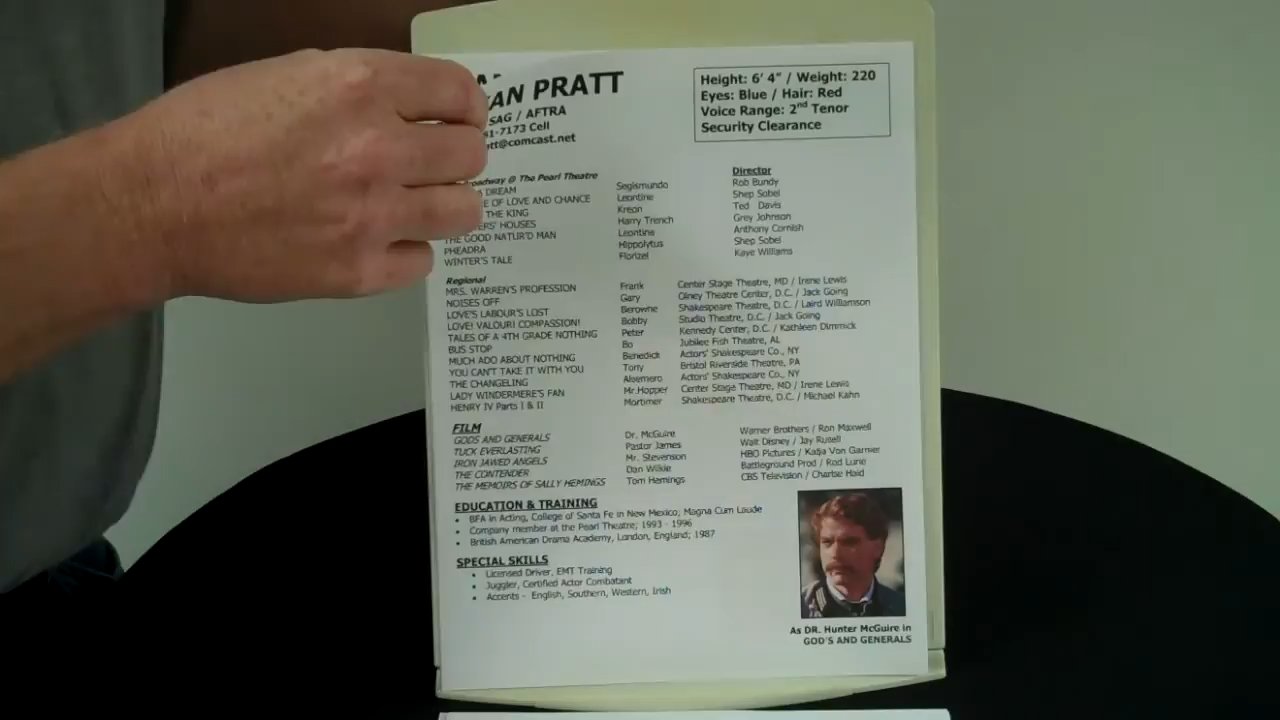 AN PRATT
SAG / AFTRA
-7173 Cell
tt@comcast.net
Height: 6' 4" / Weight: 220
Eyes: Blue / Hair: Red
Voice Range: 2nd Tenor
Security Clearance
roadway @ The Pearl Theatre Director
A DREAM Segismundo Rob Bundy
E OF LOVE AND CHANCE Leontine Shep Sobel
THE KING Kreon Ted Davis
ERS' HOUSES Harry Trench Grey Johnson
THE GOOD NATUR'D MAN Leontine Anthony Cornish
PHEADRA Hippolytus Shep Sobel
WINTER'S TALE Florizel Kaye Williams
Regional
MRS. WARREN'S PROFESSION Frank Center Stage Theatre, MD / Irene Lewis
NOISES OFF Gary Olney Theatre Center, D.C. / Jack Going
LOVE'S LABOUR'S LOST Berowne Shakespeare Theatre, D.C. / Laird Williamson
LOVE! VALOUR! COMPASSION! Bobby Studio Theatre, D.C. / Jack Going
TALES OF A 4TH GRADE NOTHING Peter Kennedy Center, D.C. / Kathleen Dimmick
BUS STOP Bo Jubilee Fish Theatre, AL
MUCH ADO ABOUT NOTHING Benedick Actors' Shakespeare Co., NY
YOU CAN'T TAKE IT WITH YOU Tony Bristol Riverside Theatre, PA
THE CHANGELING Alsemero Actors' Shakespeare Co., NY
LADY WINDERMERE'S FAN Mr.Hopper Center Stage Theatre, MD / Irene Lewis
HENRY IV Parts I & II Mortimer Shakespeare Theatre, D.C. / Michael Kahn
FILM
GODS AND GENERALS Dr. McGuire Warner Brothers / Ron Maxwell
TUCK EVERLASTING Pastor James Walt Disney / Jay Russell
IRON JAWED ANGELS Mr. Stevenson HBO Pictures / Katja Von Garnier
THE CONTENDER Dan Wilkie Battleground Prod / Rod Lurie
THE MEMOIRS OF SALLY HEMINGS Tom Hemings CBS Television / Charlse Haid
EDUCATION & TRAINING
• BFA in Acting, College of Santa Fe in New Mexico; Magna Cum Laude
• Company member at the Pearl Theatre; 1993 - 1996
• British American Drama Academy, London, England; 1987
SPECIAL SKILLS
• Licensed Driver, EMT Training
• Juggler, Certified Actor Combatant
• Accents - English, Southern, Western, Irish
As DR. Hunter McGuire in
GOD'S AND GENERALS